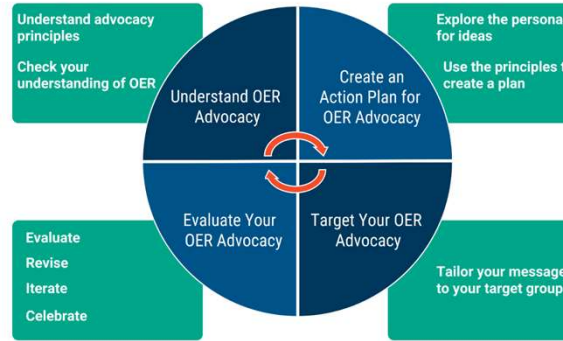 Understand advocacy
principles
Check your
understanding of OER
Understand OER
Advocacy
Create an
Action Plan for
OER Advocacy
Explore the persona
for ideas
Use the principles t
create a plan
Evaluate Your
OER Advocacy
Target Your OER
Advocacy
Evaluate
Revise
Iterate
Celebrate
Tailor your message
to your target group